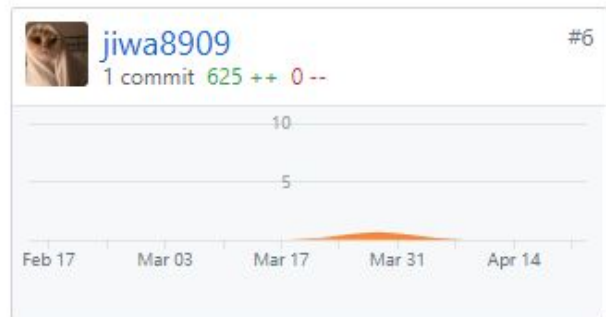 jiwa8909 #6
1 commit 625 ++ 0 --
10
5
Feb 17 Mar 03 Mar 17 Mar 31 Apr 14